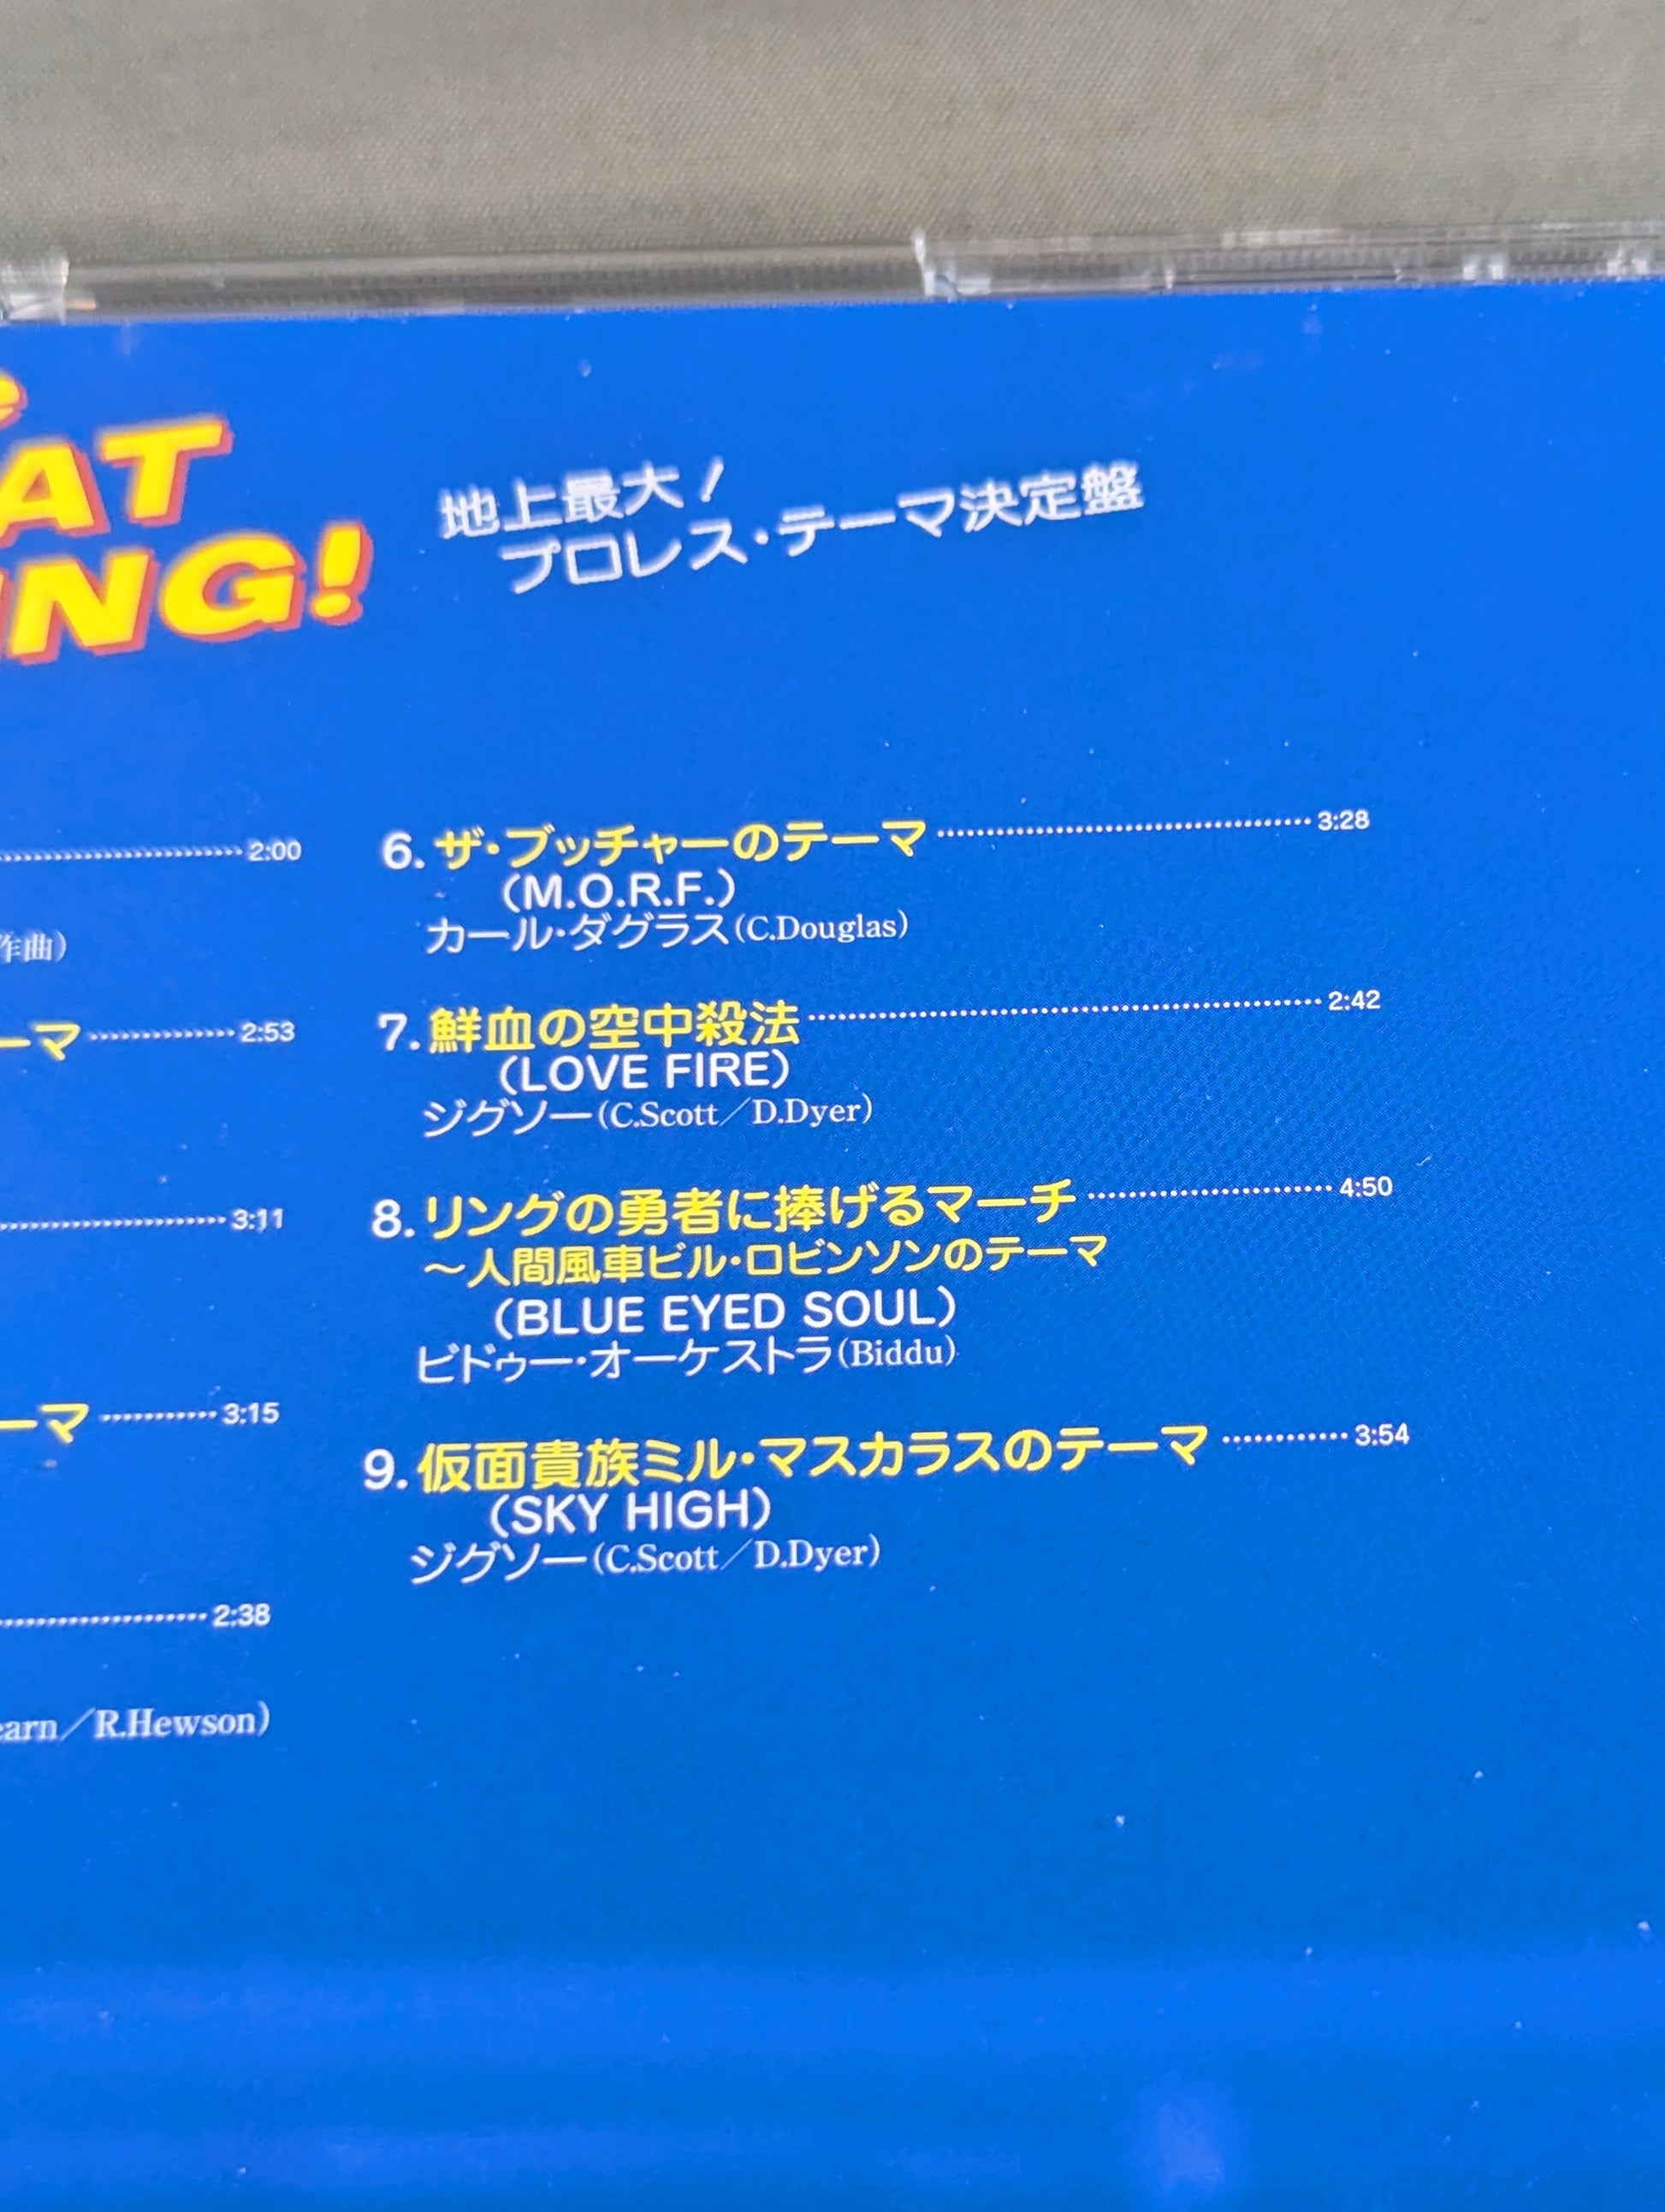 AT
NG!
地上最大!
プロレス・テーマ決定盤
2:00
作曲)
ーマ 2:53
3:11
ーマ 3:15
2:38
earn/R.Hewson)
6.ザ・ブッチャーのテーマ 3:28
(M.O.R.F.)
カール・ダグラス(C.Douglas)
7.鮮血の空中殺法 2:42
(LOVE FIRE)
ジグソー(C.Scott/D.Dyer)
8.リングの勇者に捧げるマーチ 4:50
~人間風車ビル・ロビンソンのテーマ
(BLUE EYED SOUL)
ビドゥー・オーケストラ(Biddu)
9.仮面貴族ミル・マスカラスのテーマ 3:54
(SKY HIGH)
ジグソー(C.Scott/D.Dyer)